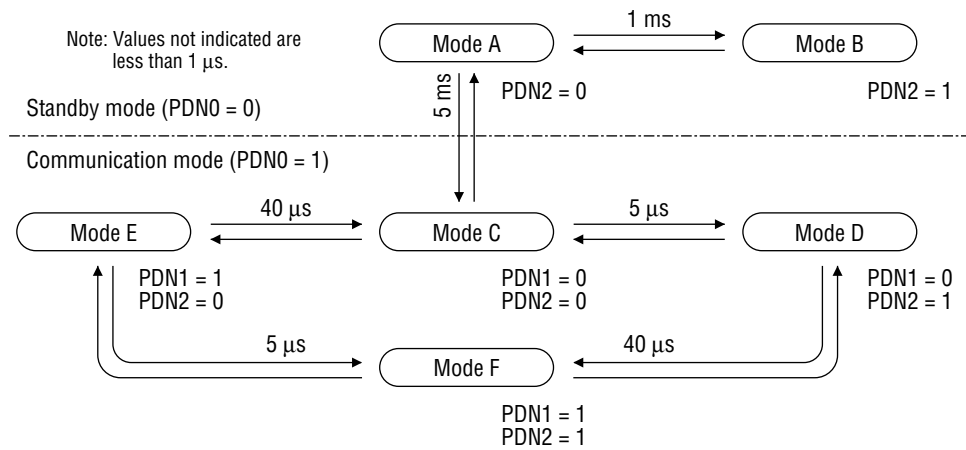 Note: Values not indicated are
less than 1 μs.
Mode A
1 ms
Mode B
PDN2 = 0
PDN2 = 1
5 ms
Standby mode (PDN0 = 0)
Communication mode (PDN0 = 1)
Mode E
40 μs
Mode C
5 μs
Mode D
PDN1 = 1
PDN2 = 0
PDN1 = 0
PDN2 = 0
PDN1 = 0
PDN2 = 1
5 μs
Mode F
40 μs
PDN1 = 1
PDN2 = 1